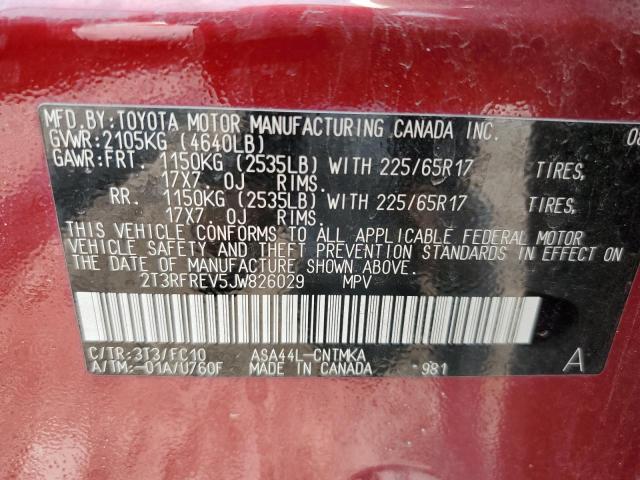 MFD.BY:TOYOTA MOTOR MANUFACTURING CANADA INC.
GVWR:2105KG (4640LB)
GAWR:FRT. 1150KG (2535LB) WITH 225/65R17 TIRES,
17X7.0J RIMS.
RR. 1150KG (2535LB) WITH 225/65R17 TIRES,
17X7.0J RIMS.
THIS VEHICLE CONFORMS TO ALL APPLICABLE FEDERAL MOTOR
VEHICLE SAFETY AND THEFT PREVENTION STANDARDS IN EFFECT ON
THE DATE OF MANUFACTURE SHOWN ABOVE.
2T3RFREV5JW826029 MPV
C/TR:3T3/FC10 ASA44L-CNTMKA
A/TM:-01A/U760F MADE IN CANADA 981 A